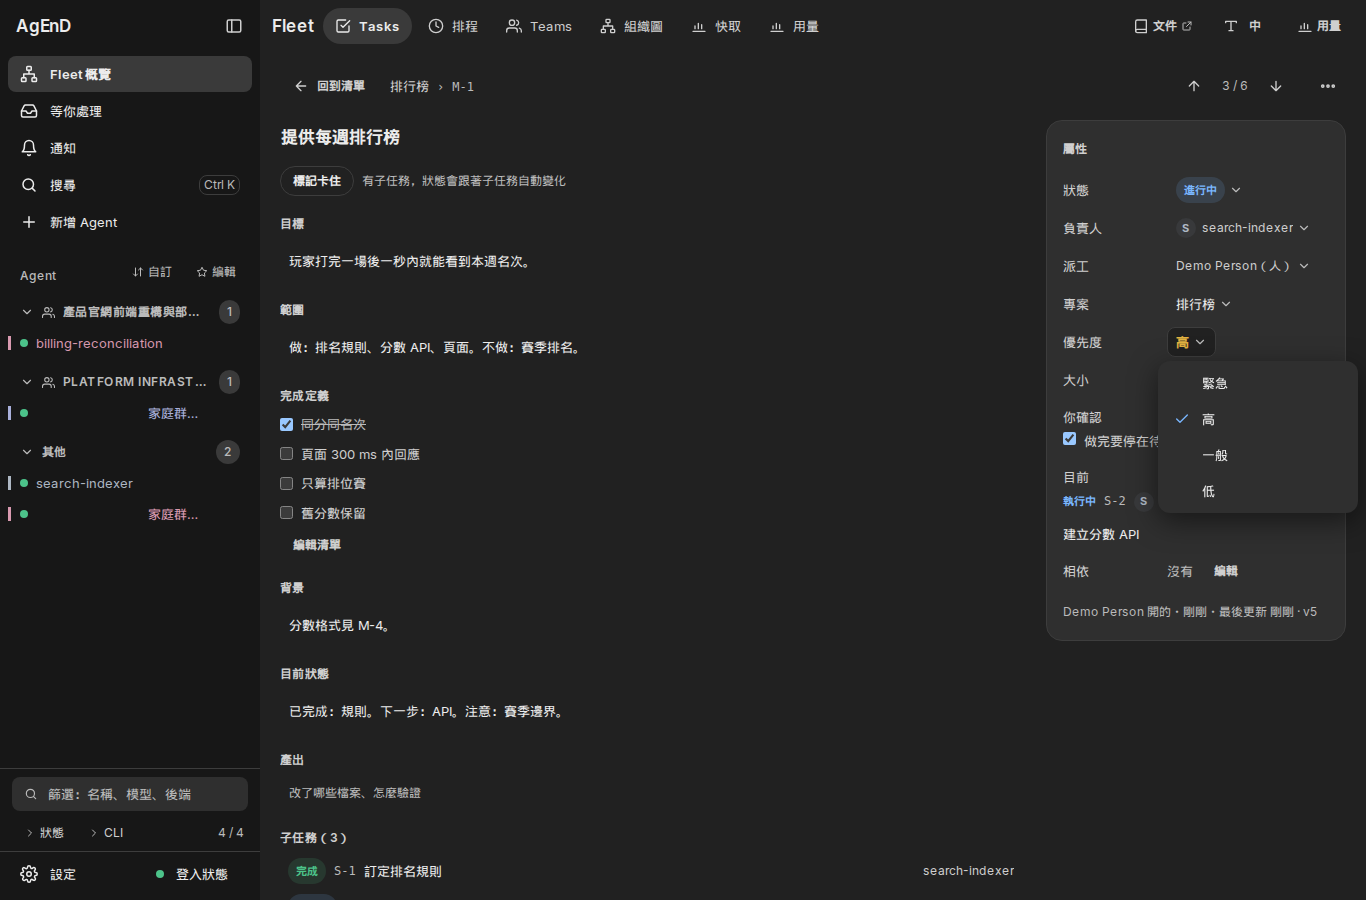 AgEnD
Fleet 概覽
等你處理
通知
搜尋 Ctrl K
新增 Agent
Agent 自訂 編輯
產品官網前端重構與部... 1
billing-reconciliation
PLATFORM INFRAST... 1
家庭群...
其他 2
search-indexer
家庭群...
篩選：名稱、模型、後端
狀態 CLI 4 / 4
設定 登入狀態
Fleet Tasks 排程 Teams 組織圖 快取 用量 文件 中 用量
回到清單 排行榜 › M-1 3 / 6
提供每週排行榜
標記卡住 有子任務，狀態會跟著子任務自動變化
目標
玩家打完一場後一秒內就能看到本週名次。
範圍
做：排名規則、分數 API、頁面。不做：賽季排名。
完成定義
同分同名次
頁面 300 ms 內回應
只算排位賽
舊分數保留
編輯清單
背景
分數格式見 M-4。
目前狀態
已完成：規則。下一步：API。注意：賽季邊界。
產出
改了哪些檔案、怎麼驗證
子任務（3）
完成 S-1 訂定排名規則 search-indexer
屬性
狀態 進行中
負責人 S search-indexer
派工 Demo Person（人）
專案 排行榜
優先度 高
大小
緊急
高
一般
低
你確認
做完要停在待
目前
執行中 S-2 S
建立分數 API
相依 沒有 編輯
Demo Person 開的・剛剛・最後更新 剛剛 · v5